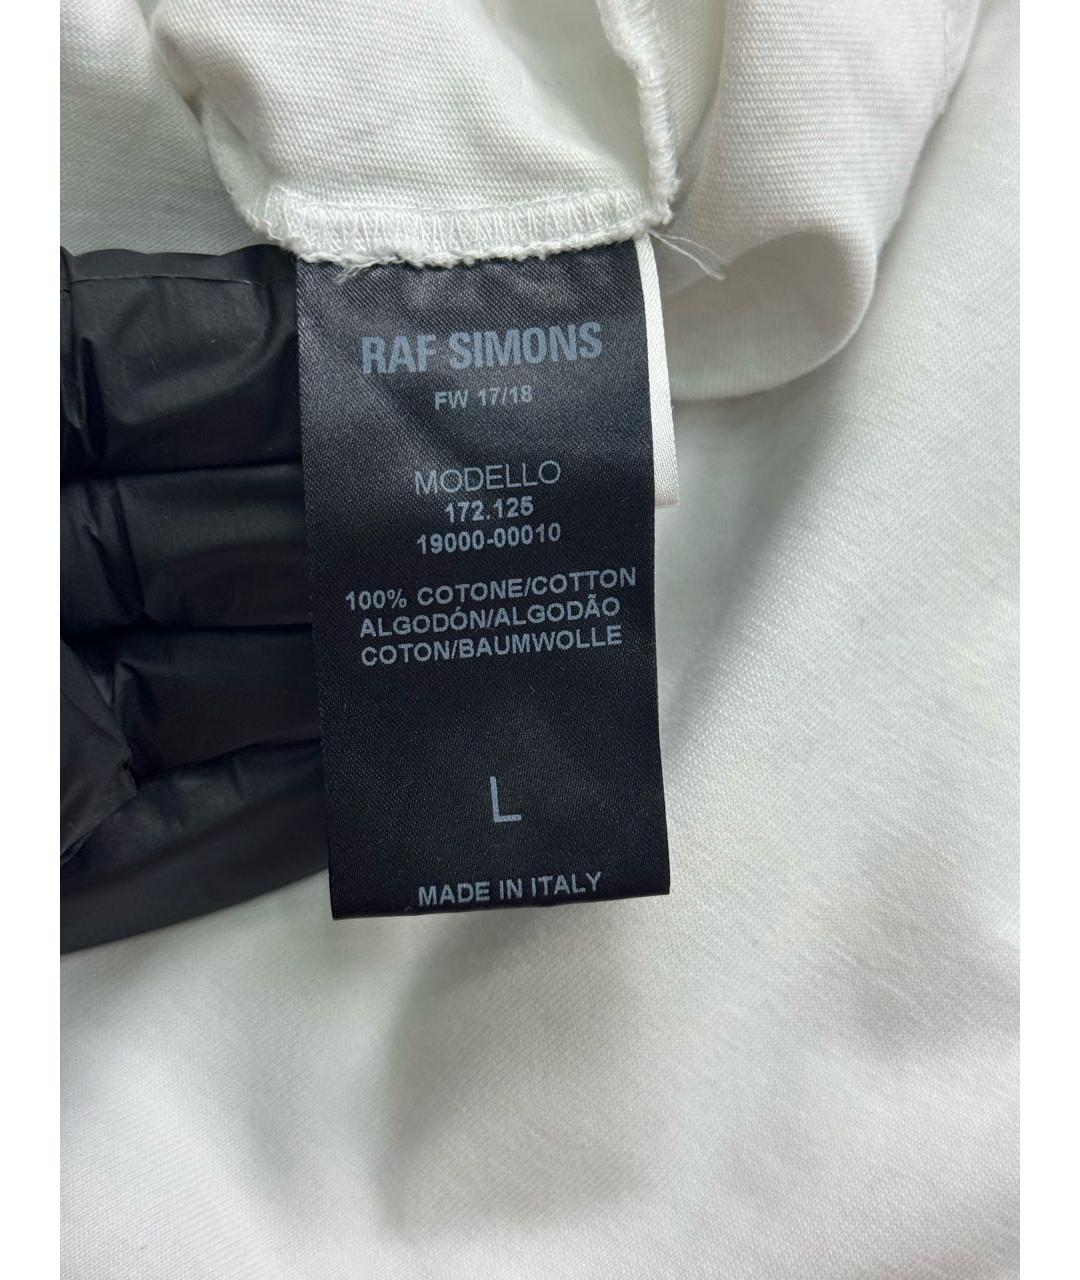 RAF SIMONS
FW 17/18
MODELLO
172.125
19000-00010
100% COTONE/COTTON
ALGODÓN/ALGODÃO
COTON/BAUMWOLLE
L
MADE IN ITALY